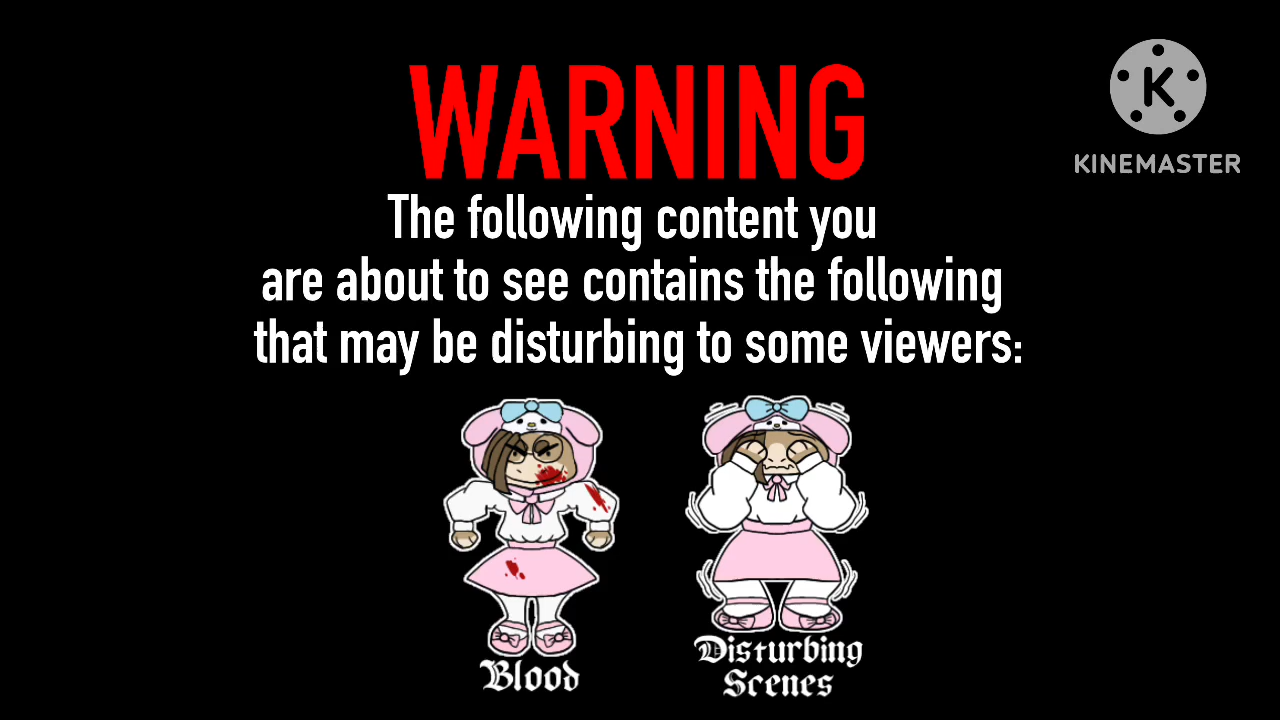 WARNING
K
KINEMASTER
The following content you
are about to see contains the following
that may be disturbing to some viewers:
Blood
Disturbing
Scenes